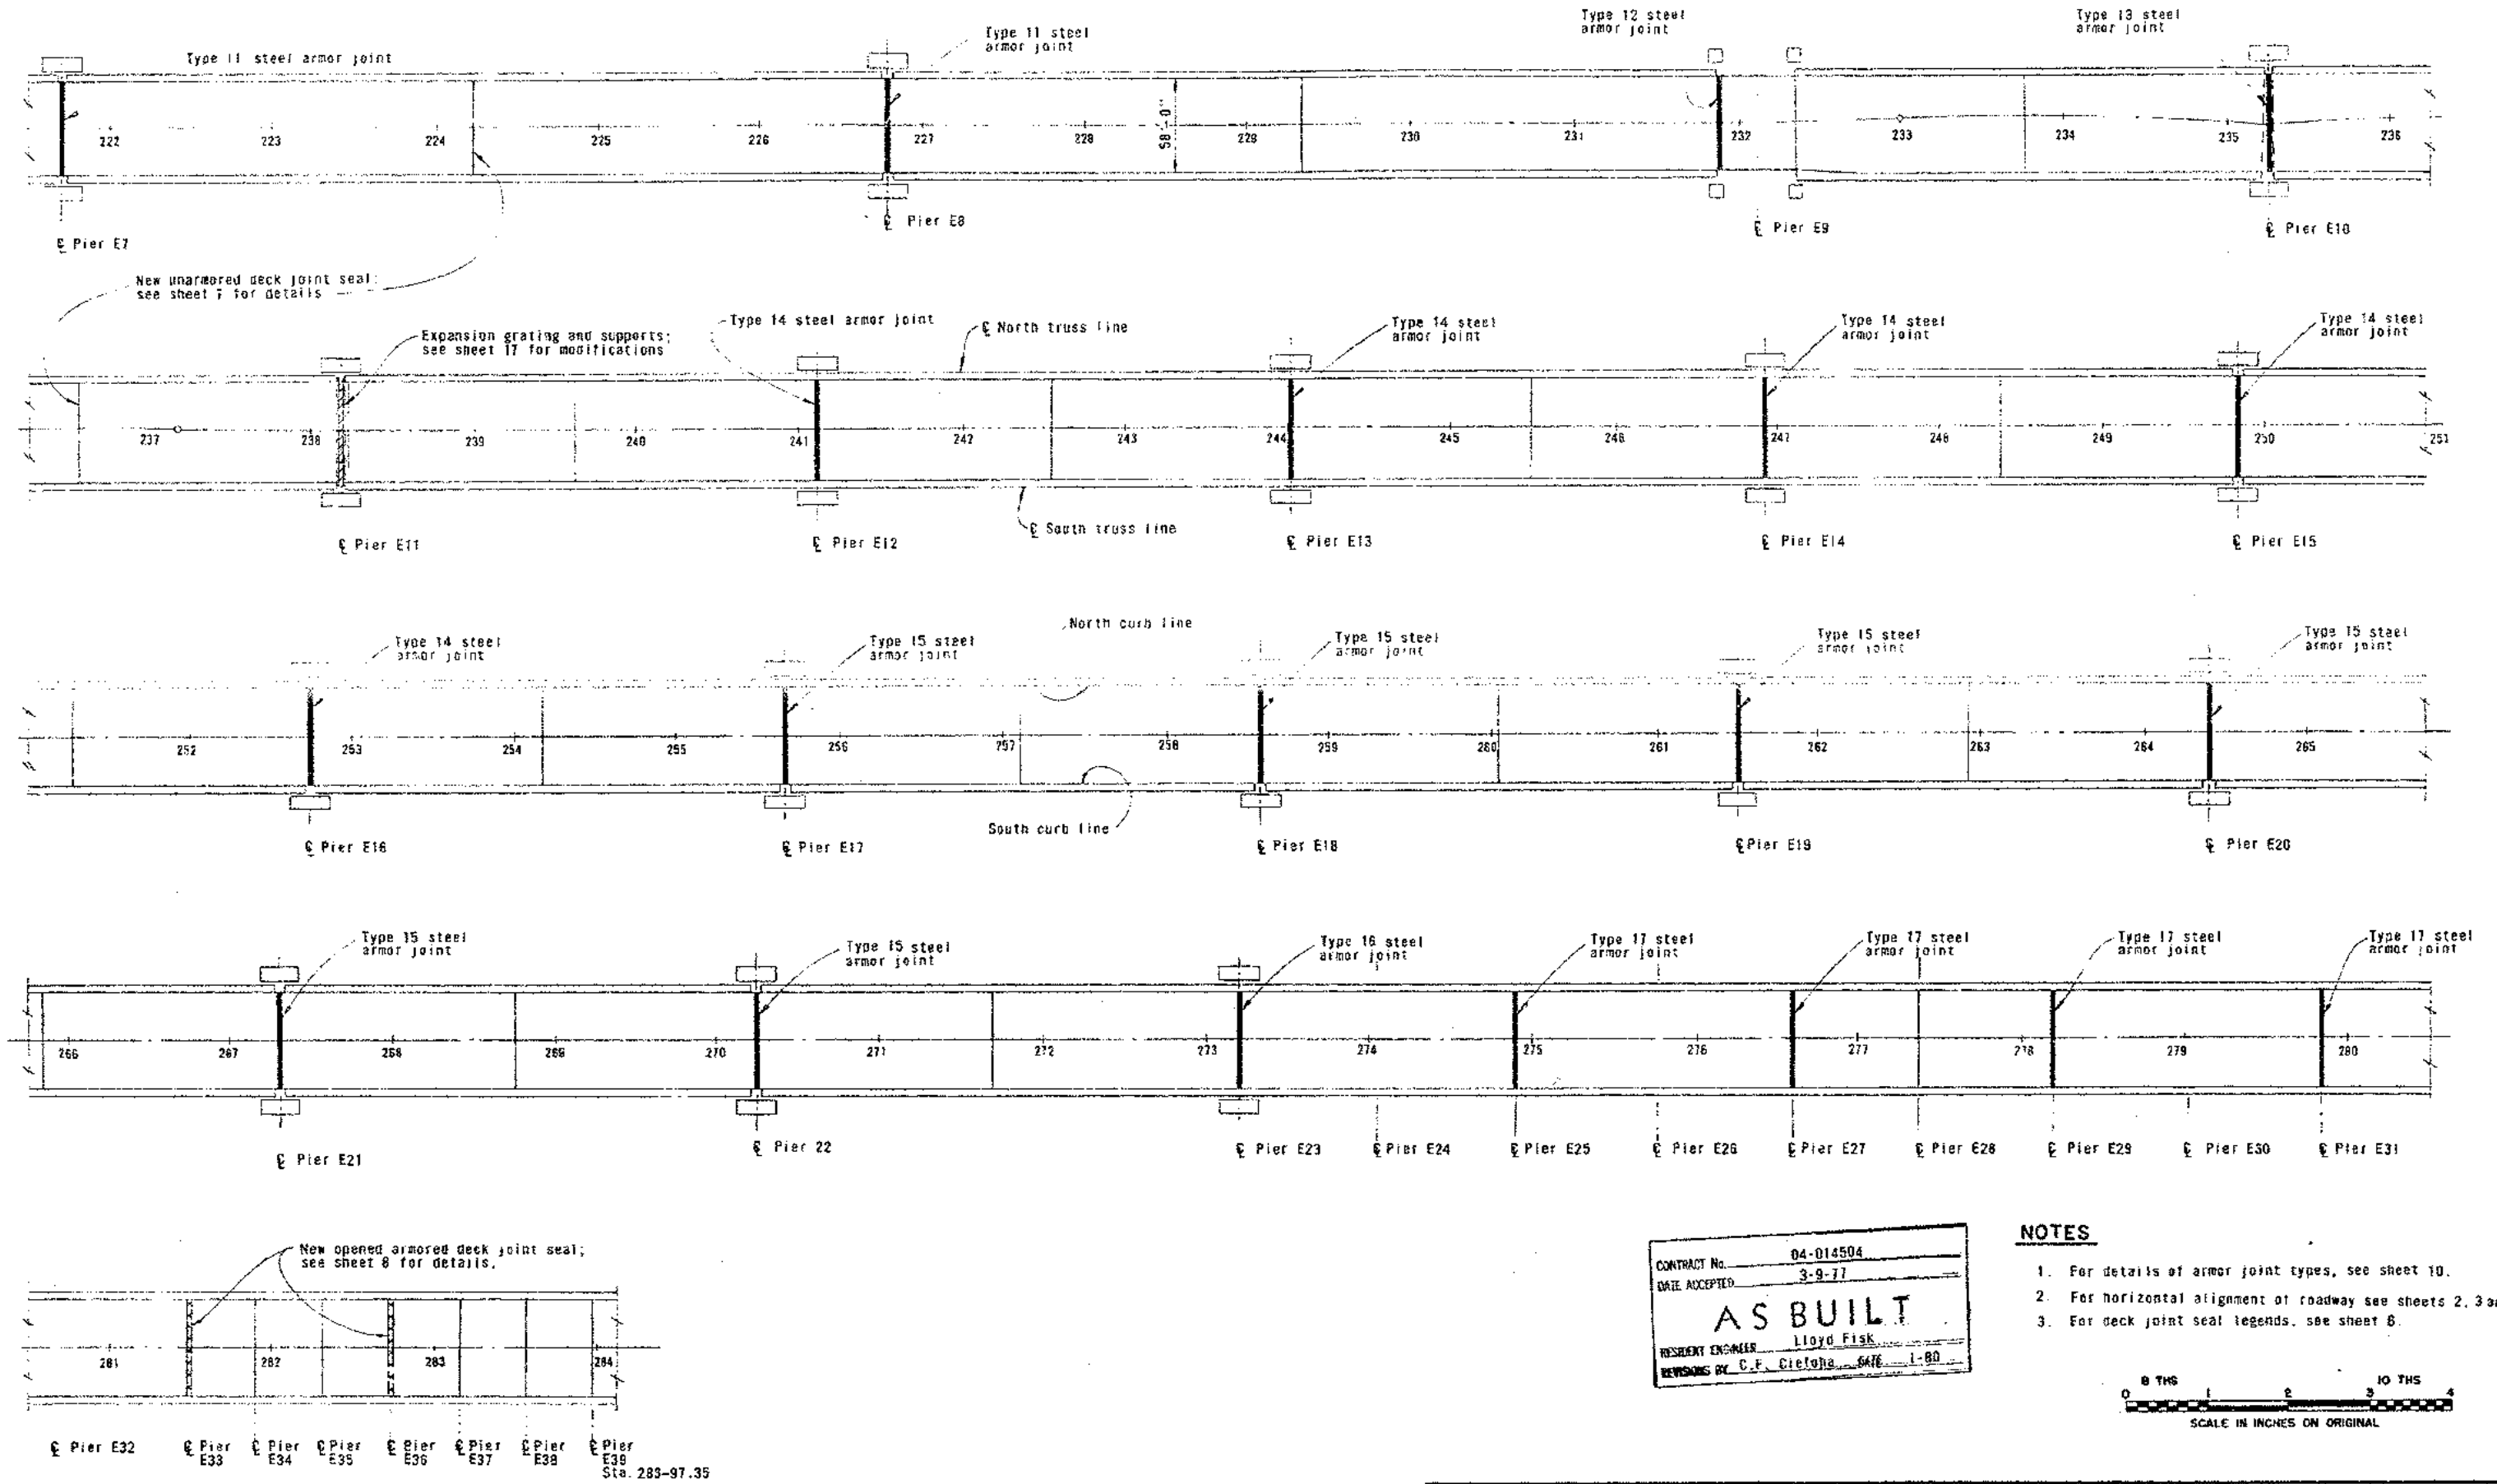 Type 11 steel armor joint
Type 11 steel
armor joint
Type 12 steel
armor joint
Type 13 steel
armor joint
222 223 224 225 226 227 228 229 230 231 232 233 234 235 236
58'-0"
℄ Pier E7
℄ Pier E8
℄ Pier E9
℄ Pier E10
New unarmored deck joint seal;
see sheet 7 for details
Expansion grating and supports;
see sheet 17 for modifications
Type 14 steel armor joint
℄ North truss line
Type 14 steel
armor joint
Type 14 steel
armor joint
Type 14 steel
armor joint
237 238 239 240 241 242 243 244 245 246 247 248 249 250 251
℄ South truss line
℄ Pier E11
℄ Pier E12
℄ Pier E13
℄ Pier E14
℄ Pier E15
Type 14 steel
armor joint
Type 15 steel
armor joint
North curb line
Type 15 steel
armor joint
Type 15 steel
armor joint
Type 15 steel
armor joint
252 253 254 255 256 257 258 259 260 261 262 263 264 265
South curb line
℄ Pier E16
℄ Pier E17
℄ Pier E18
℄ Pier E19
℄ Pier E20
Type 15 steel
armor joint
Type 15 steel
armor joint
Type 16 steel
armor joint
Type 17 steel
armor joint
Type 17 steel
armor joint
Type 17 steel
armor joint
Type 17 steel
armor joint
266 267 268 269 270 271 272 273 274 275 276 277 278 279 280
℄ Pier E21
℄ Pier 22
℄ Pier E23
℄ Pier E24
℄ Pier E25
℄ Pier E26
℄ Pier E27
℄ Pier E28
℄ Pier E29
℄ Pier E30
℄ Pier E31
New opened armored deck joint seal;
see sheet 8 for details.
281 282 283 284
℄ Pier E32
℄ Pier
E33
℄ Pier
E34
℄ Pier
E35
℄ Pier
E36
℄ Pier
E37
℄ Pier
E38
℄ Pier
E39
Sta. 283-97.35
CONTRACT No. 04-014504
DATE ACCEPTED 3-9-77
AS BUILT
RESIDENT ENGINEER Lloyd Fisk
REVISIONS BY C.F. DATE 1-80
NOTES
1. For details of armor joint types, see sheet 10.
2. For horizontal alignment of roadway see sheets 2, 3
3. For deck joint seal legends, see sheet 6.
8 THS 10 THS
0 1 2 3 4
SCALE IN INCHES ON ORIGINAL